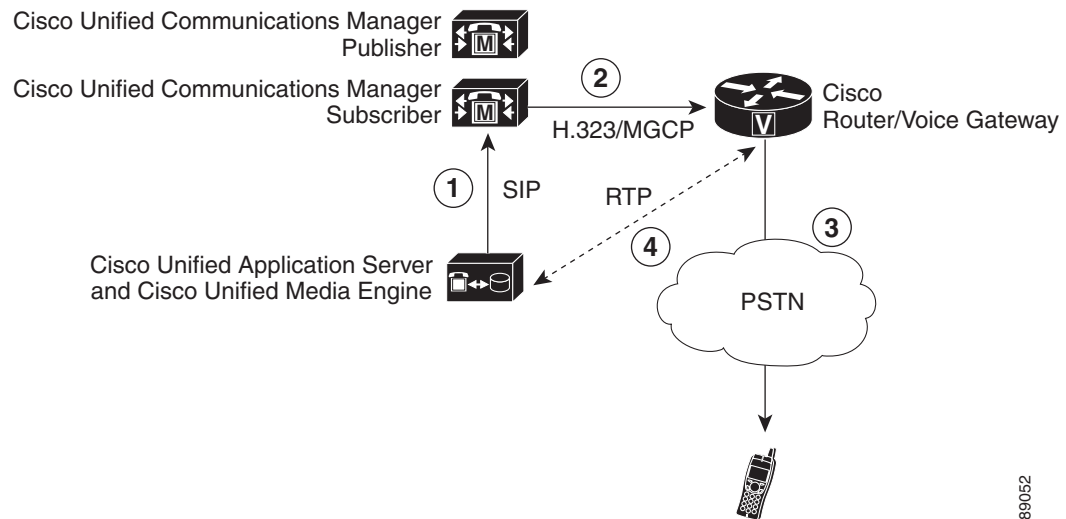 Cisco Unified Communications Manager
Publisher
M
Cisco Unified Communications Manager
Subscriber
M
2
H.323/MGCP
V
Cisco
Router/Voice Gateway
1
SIP
RTP
4
3
Cisco Unified Application Server
and Cisco Unified Media Engine
PSTN
89052